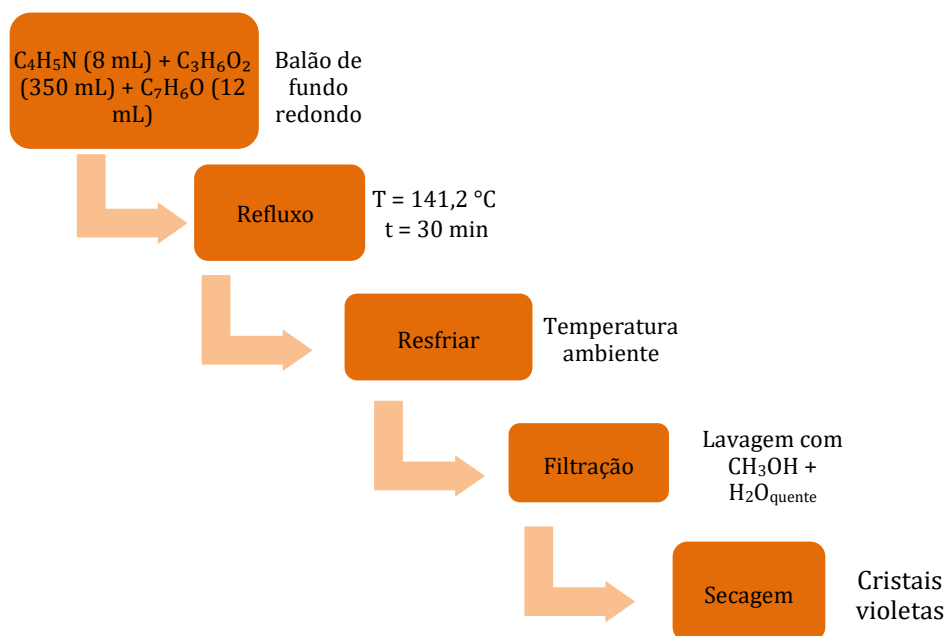 C₄H₅N (8 mL) + C₃H₆O₂
(350 mL) + C₇H₆O (12
mL)
Balão de
fundo
redondo
Refluxo
T = 141,2 °C
t = 30 min
Resfriar
Temperatura
ambiente
Filtração
Lavagem com
CH₃OH +
H₂Oquente
Secagem
Cristais
violetas